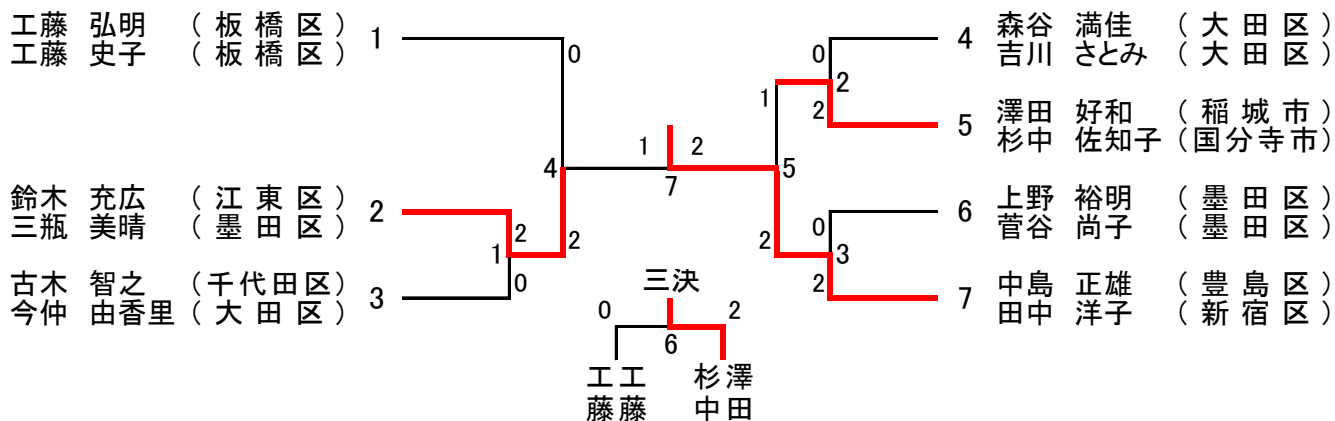 工藤 弘明 （ 板 橋 区 ） 1
工藤 史子 （ 板 橋 区 ）
0
4 森谷 満佳 （ 大 田 区 ）
吉川 さとみ （ 大 田 区 ）
0
2
1
2
5 澤田 好和 （ 稲 城 市 ）
杉中 佐知子（国分寺市）
1 2
7
4
5
鈴木 充広 （ 江 東 区 ） 2
三瓶 美晴 （ 墨 田 区 ）
2
1
2
0
古木 智之 （千代田区） 3
今仲 由香里（ 大 田 区 ）
6 上野 裕明 （ 墨 田 区 ）
菅谷 尚子 （ 墨 田 区 ）
0
2
3
2
7 中島 正雄 （ 豊 島 区 ）
田中 洋子 （ 新 宿 区 ）
三決
0 2
6
工藤 工藤 杉中 澤田